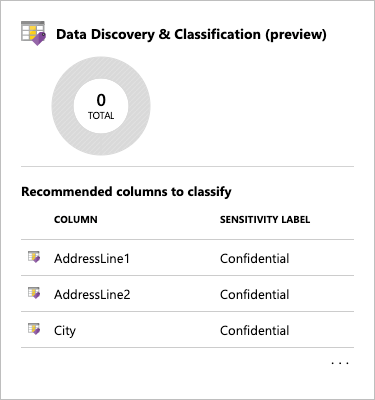 Data Discovery & Classification (preview)
0
TOTAL
Recommended columns to classify
COLUMN SENSITIVITY LABEL
AddressLine1 Confidential
AddressLine2 Confidential
City Confidential
...